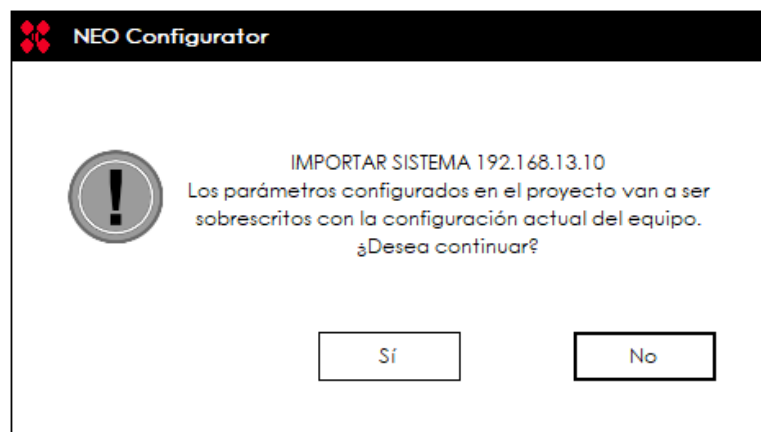 NEO Configurator
IMPORTAR SISTEMA 192.168.13.10
Los parámetros configurados en el proyecto van a ser
sobrescritos con la configuración actual del equipo.
¿Desea continuar?
Sí
No